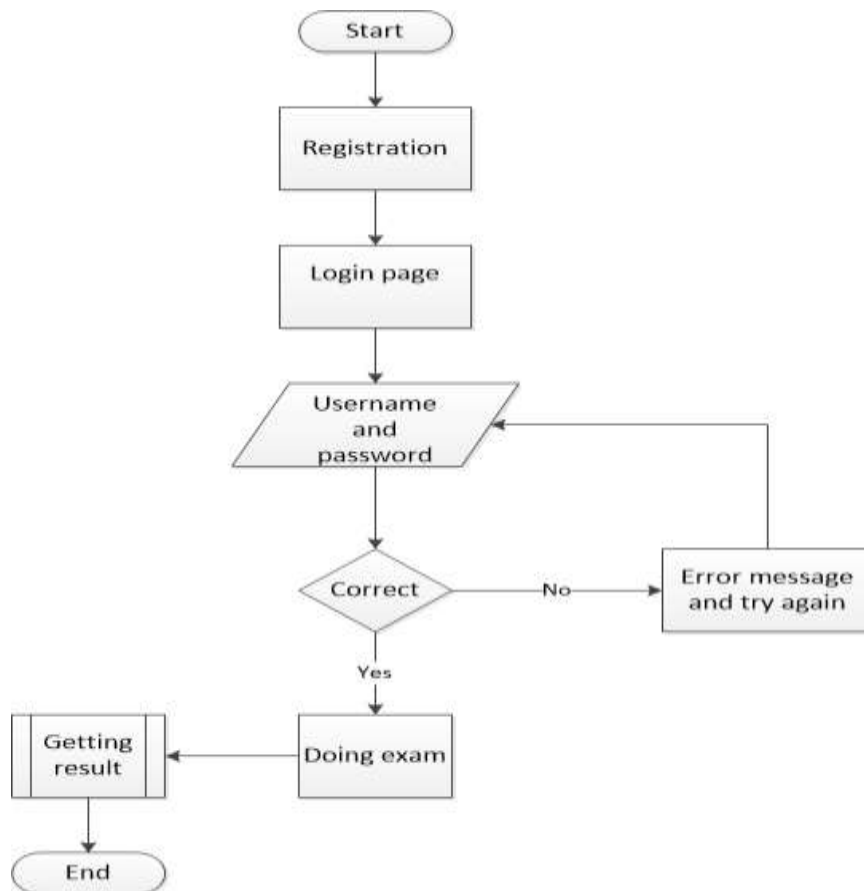 Start
Registration
Login page
Username
and
password
Correct
No
Error message
and try again
Yes
Doing exam
Getting
result
End